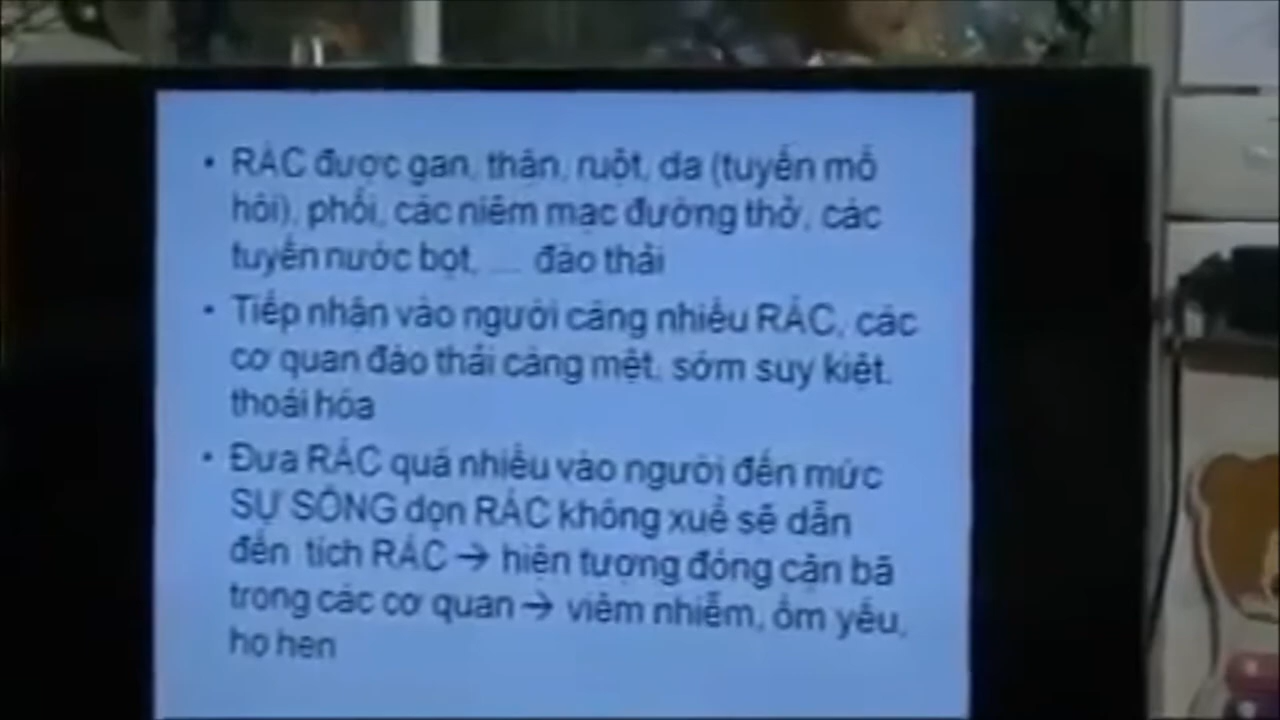 • RÁC được gan, thận, ruột, da (tuyến mồ
hôi), phổi, các niêm mạc đường thở, các
tuyến nước bọt, .... đào thải
• Tiếp nhận vào người càng nhiều RÁC, các
cơ quan đào thải càng mệt, sớm suy kiệt,
thoái hóa
• Đưa RÁC quá nhiều vào người đến mức
SỰ SỐNG dọn RÁC không xuể sẽ dẫn
đến tích RÁC → hiện tượng đóng cặn bã
trong các cơ quan → viêm nhiễm, ốm yếu,
ho hen